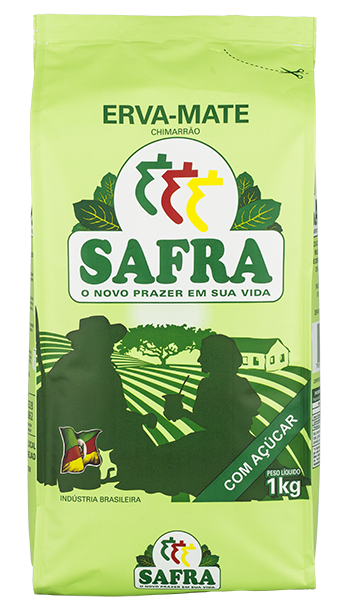 ERVA-MATE
CHIMARRÃO
SAFRA
O NOVO PRAZER EM SUA VIDA
COM AÇÚCAR
PESO LÍQUIDO
1kg
INDÚSTRIA BRASILEIRA
SAFRA